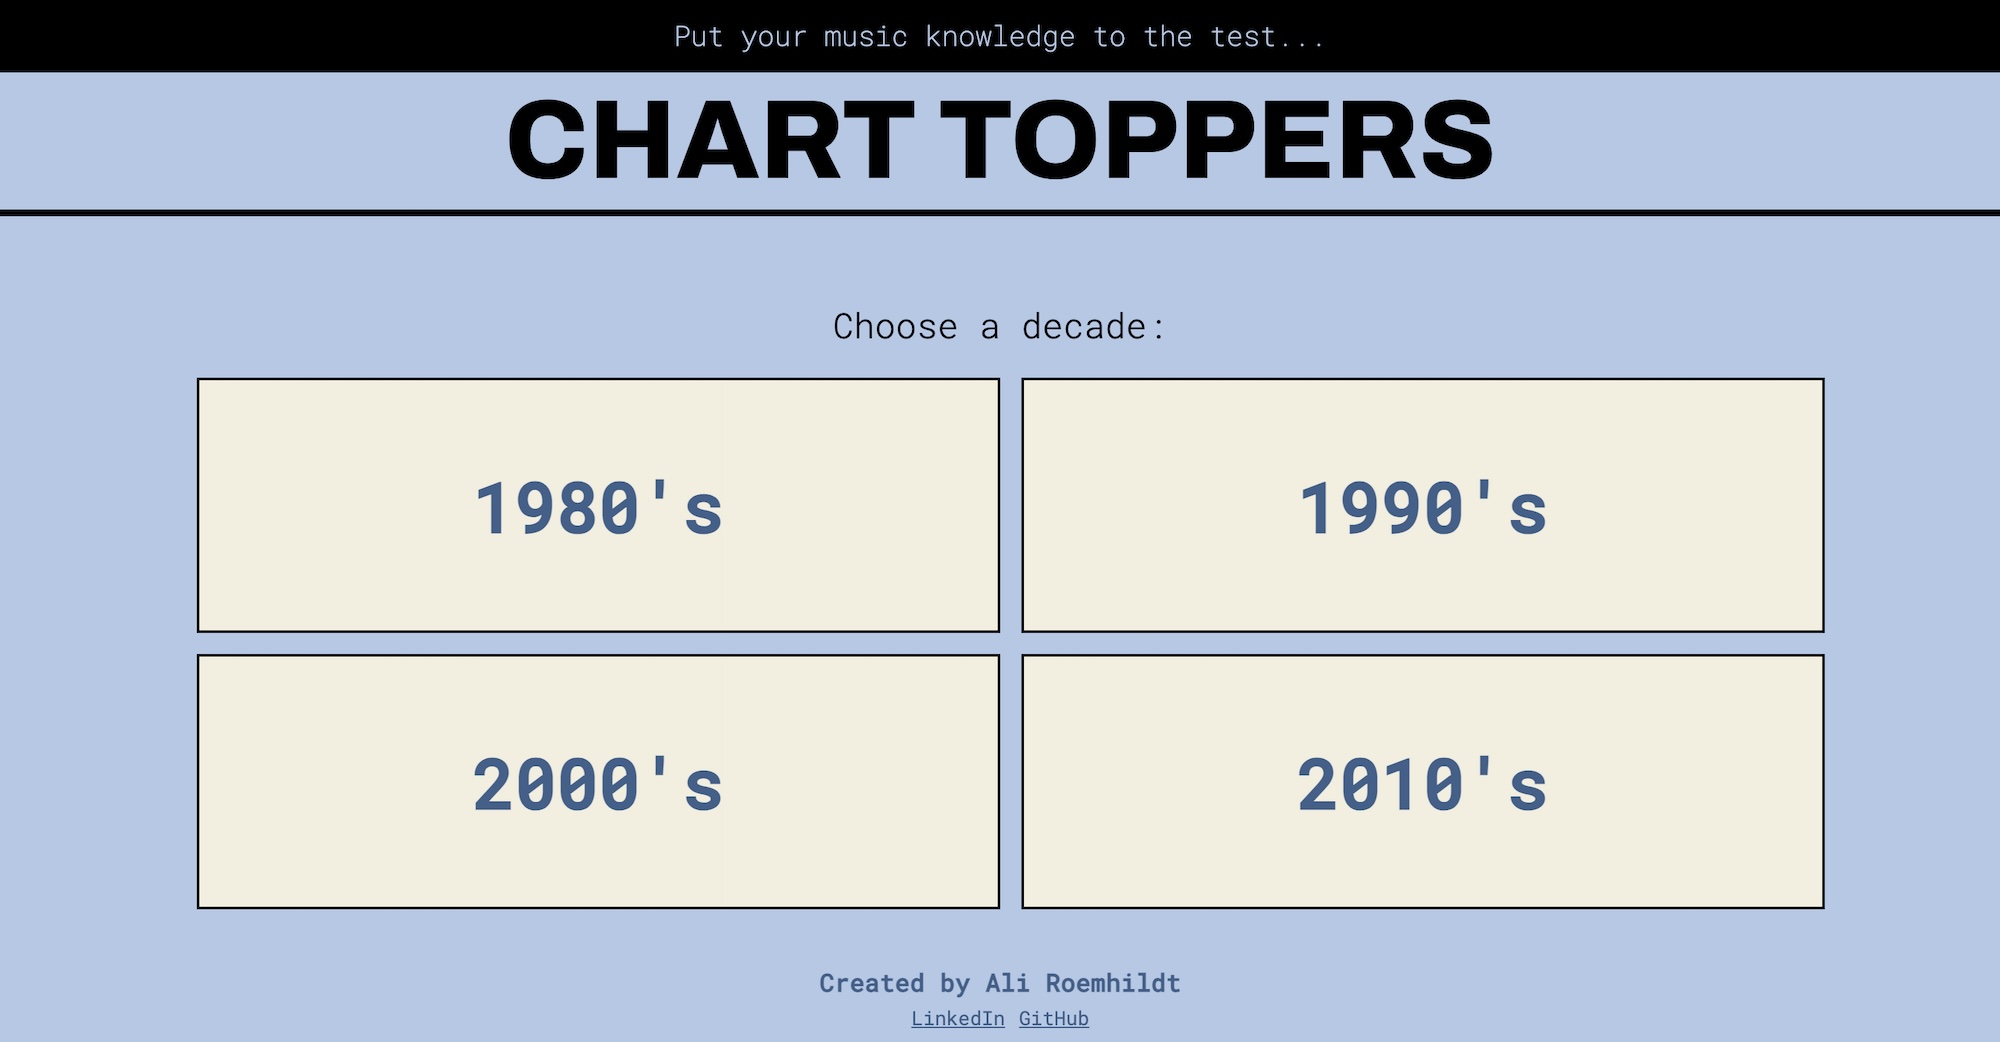 Put your music knowledge to the test...
CHART TOPPERS
Choose a decade:
1980's
1990's
2000's
2010's
Created by Ali Roemhildt
LinkedIn GitHub